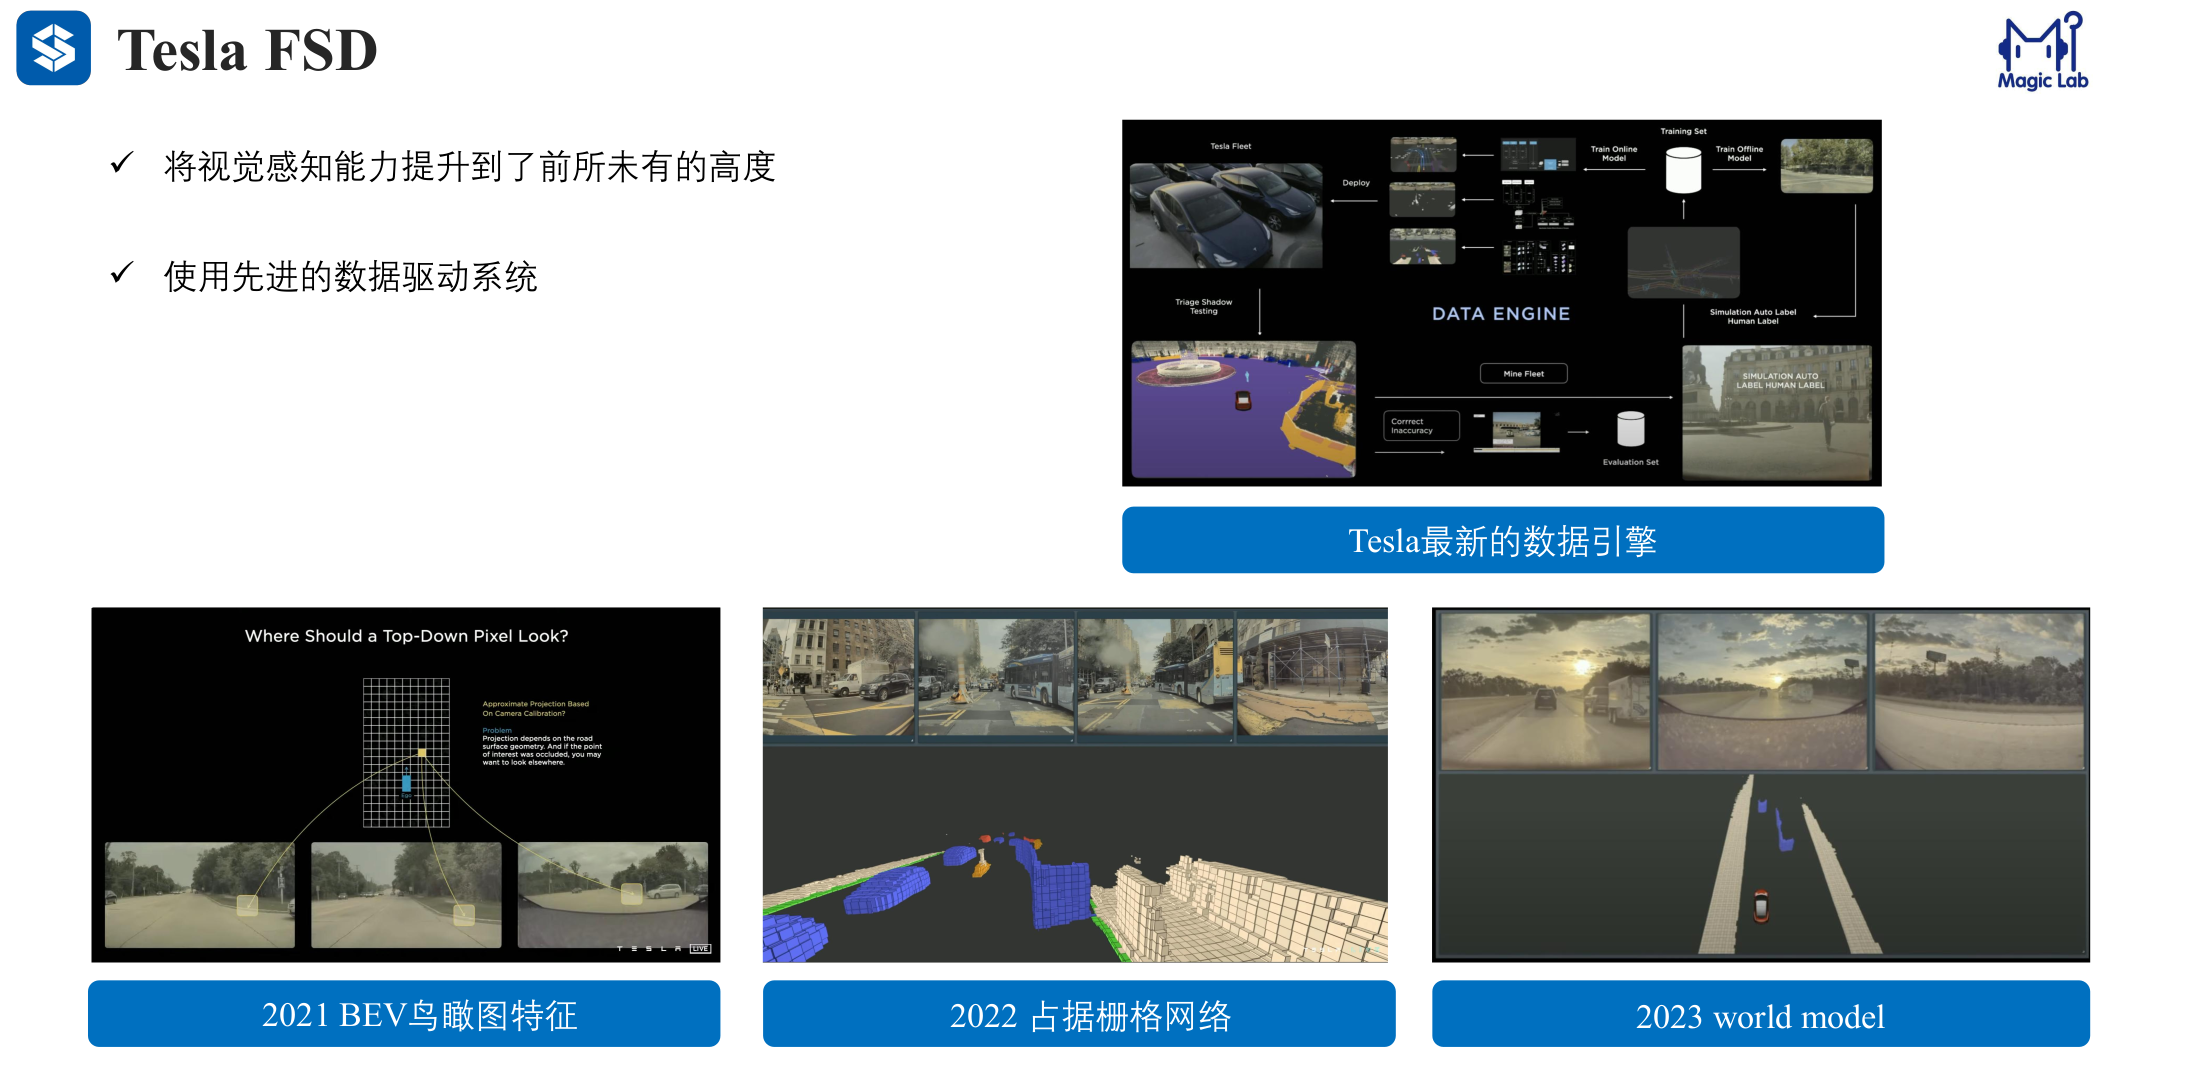 Tesla FSD
Magic Lab
将视觉感知能力提升到了前所未有的高度
使用先进的数据驱动系统
Tesla Fleet
Deploy
Train Online
Model
Training Set
Train Offline
Model
Triage Shadow
Testing
DATA ENGINE
Simulation Auto Label
Human Label
Mine Fleet
Corrrect
Inaccuracy
Evaluation Set
SIMULATION AUTO
LABEL HUMAN LABEL
Tesla最新的数据引擎
Where Should a Top-Down Pixel Look?
Approximate Projection Based
On Camera Calibration?
Problem
Projection depends on the road
surface geometry. And if the point
of interest was occluded, you may
want to look elsewhere.
Ego
TESLA LIVE
2021 BEV鸟瞰图特征
2022 占据栅格网络
2023 world model